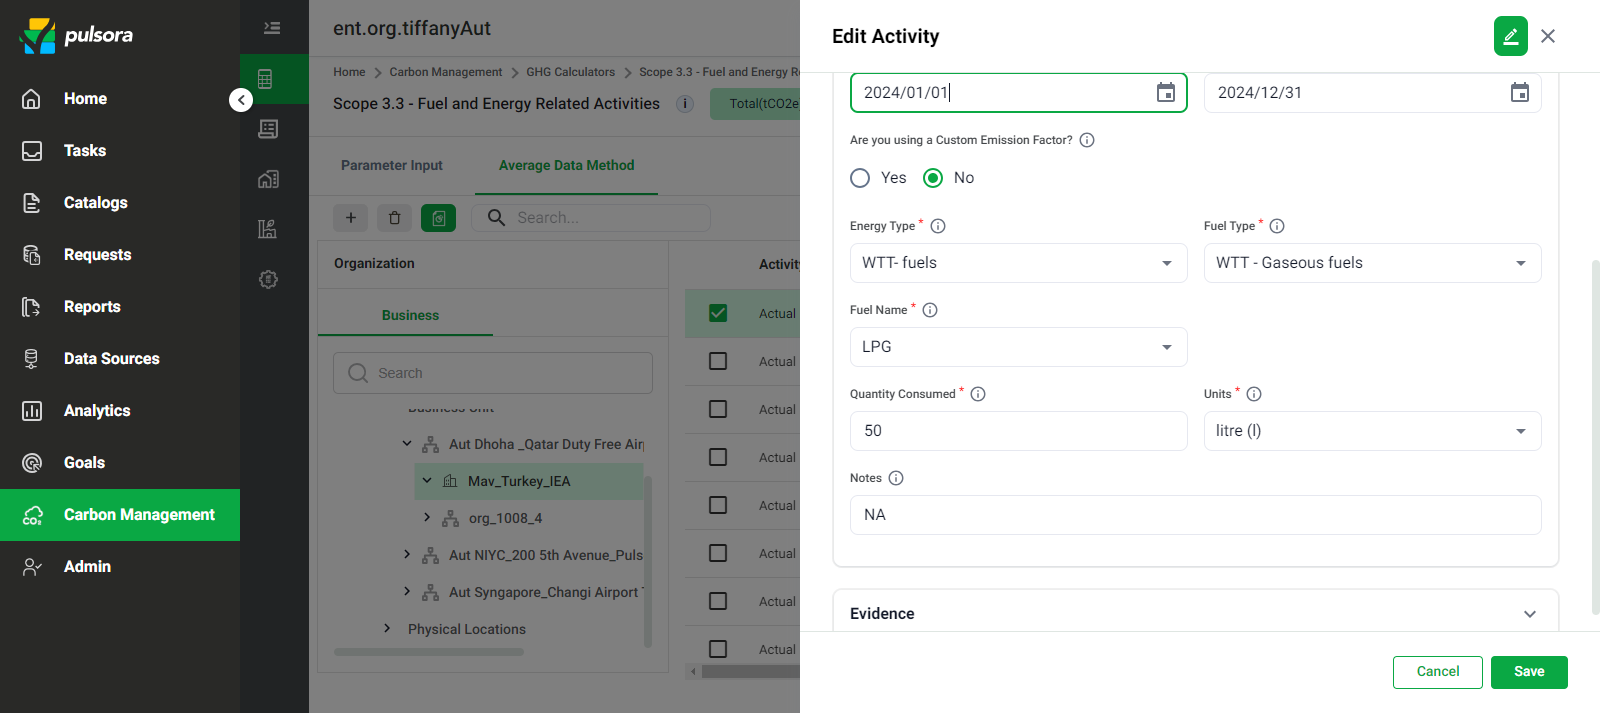 pulsora
Home
Tasks
Catalogs
Requests
Reports
Data Sources
Analytics
Goals
Carbon Management
Admin
ent.org.tiffanyAut
Home > Carbon Management > GHG Calculators > Scope 3.3 - Fuel and Energy Re
Scope 3.3 - Fuel and Energy Related Activities
Total(tCO2e
Parameter Input
Average Data Method
Search...
Organization
Business
Search
Business Unit
Aut Dhoha _Qatar Duty Free Air
Mav_Turkey_IEA
org_1008_4
Aut NIYC_200 5th Avenue_Puls
Aut Syngapore_Changi Airport T
Physical Locations
Activity
Actual
Actual
Actual
Actual
Actual
Actual
Actual
Actual
Edit Activity
2024/01/01
2024/12/31
Are you using a Custom Emission Factor?
Yes
No
Energy Type *
Fuel Type *
WTT- fuels
WTT - Gaseous fuels
Fuel Name *
LPG
Quantity Consumed *
Units *
50
litre (l)
Notes
NA
Evidence
Cancel
Save